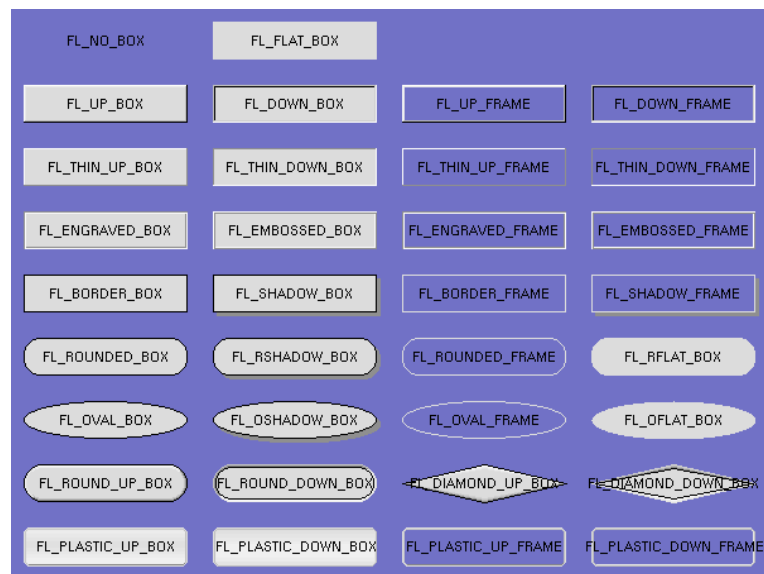 FL_NO_BOX FL_FLAT_BOX
FL_UP_BOX FL_DOWN_BOX FL_UP_FRAME FL_DOWN_FRAME
FL_THIN_UP_BOX FL_THIN_DOWN_BOX FL_THIN_UP_FRAME FL_THIN_DOWN_FRAME
FL_ENGRAVED_BOX FL_EMBOSSED_BOX FL_ENGRAVED_FRAME FL_EMBOSSED_FRAME
FL_BORDER_BOX FL_SHADOW_BOX FL_BORDER_FRAME FL_SHADOW_FRAME
FL_ROUNDED_BOX FL_RSHADOW_BOX FL_ROUNDED_FRAME FL_RFLAT_BOX
FL_OVAL_BOX FL_OSHADOW_BOX FL_OVAL_FRAME FL_OFLAT_BOX
FL_ROUND_UP_BOX FL_ROUND_DOWN_BOX FL_DIAMOND_UP_BOX FL_DIAMOND_DOWN_BOX
FL_PLASTIC_UP_BOX FL_PLASTIC_DOWN_BOX FL_PLASTIC_UP_FRAME FL_PLASTIC_DOWN_FRAME